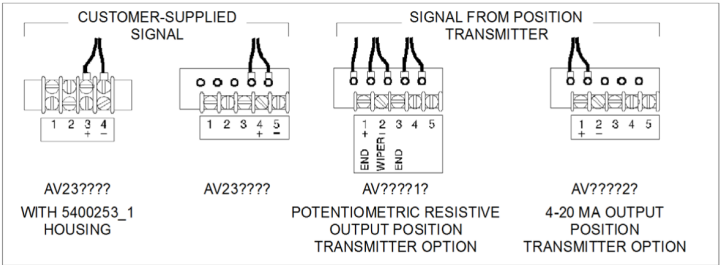 CUSTOMER-SUPPLIED
SIGNAL
SIGNAL FROM POSITION
TRANSMITTER
1 2 3 4
+ −
1 2 3 4 5
+ −
1 2 3 4 5
+ −
END
WIPER
END
1 2 3 4 5
+ −
AV23????
WITH 5400253_1
HOUSING
AV23????
AV????1?
POTENTIOMETRIC RESISTIVE
OUTPUT POSITION
TRANSMITTER OPTION
AV????2?
4-20 MA OUTPUT
POSITION
TRANSMITTER OPTION